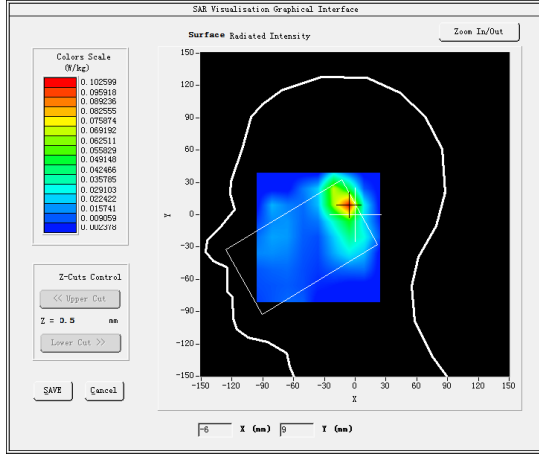 SAR Visualisation Graphical Interface
Surface Radiated Intensity
Zoom In/Out
Colors Scale
(W/kg)
0.102599
0.095918
0.089236
0.082555
0.075874
0.069192
0.062511
0.055829
0.049148
0.042466
0.035785
0.029103
0.022422
0.015741
0.009059
0.002378
Z-Cuts Control
<< Upper Cut
Z = 3.5 mm
Lower Cut >>
SAVE Cancel
150
120
90
60
30
0
-30
-60
-90
-120
-150
Y
-150 -120 -90 -60 -30 0 30 60 90 120 150
X
-6 X (mm) 9 Y (mm)